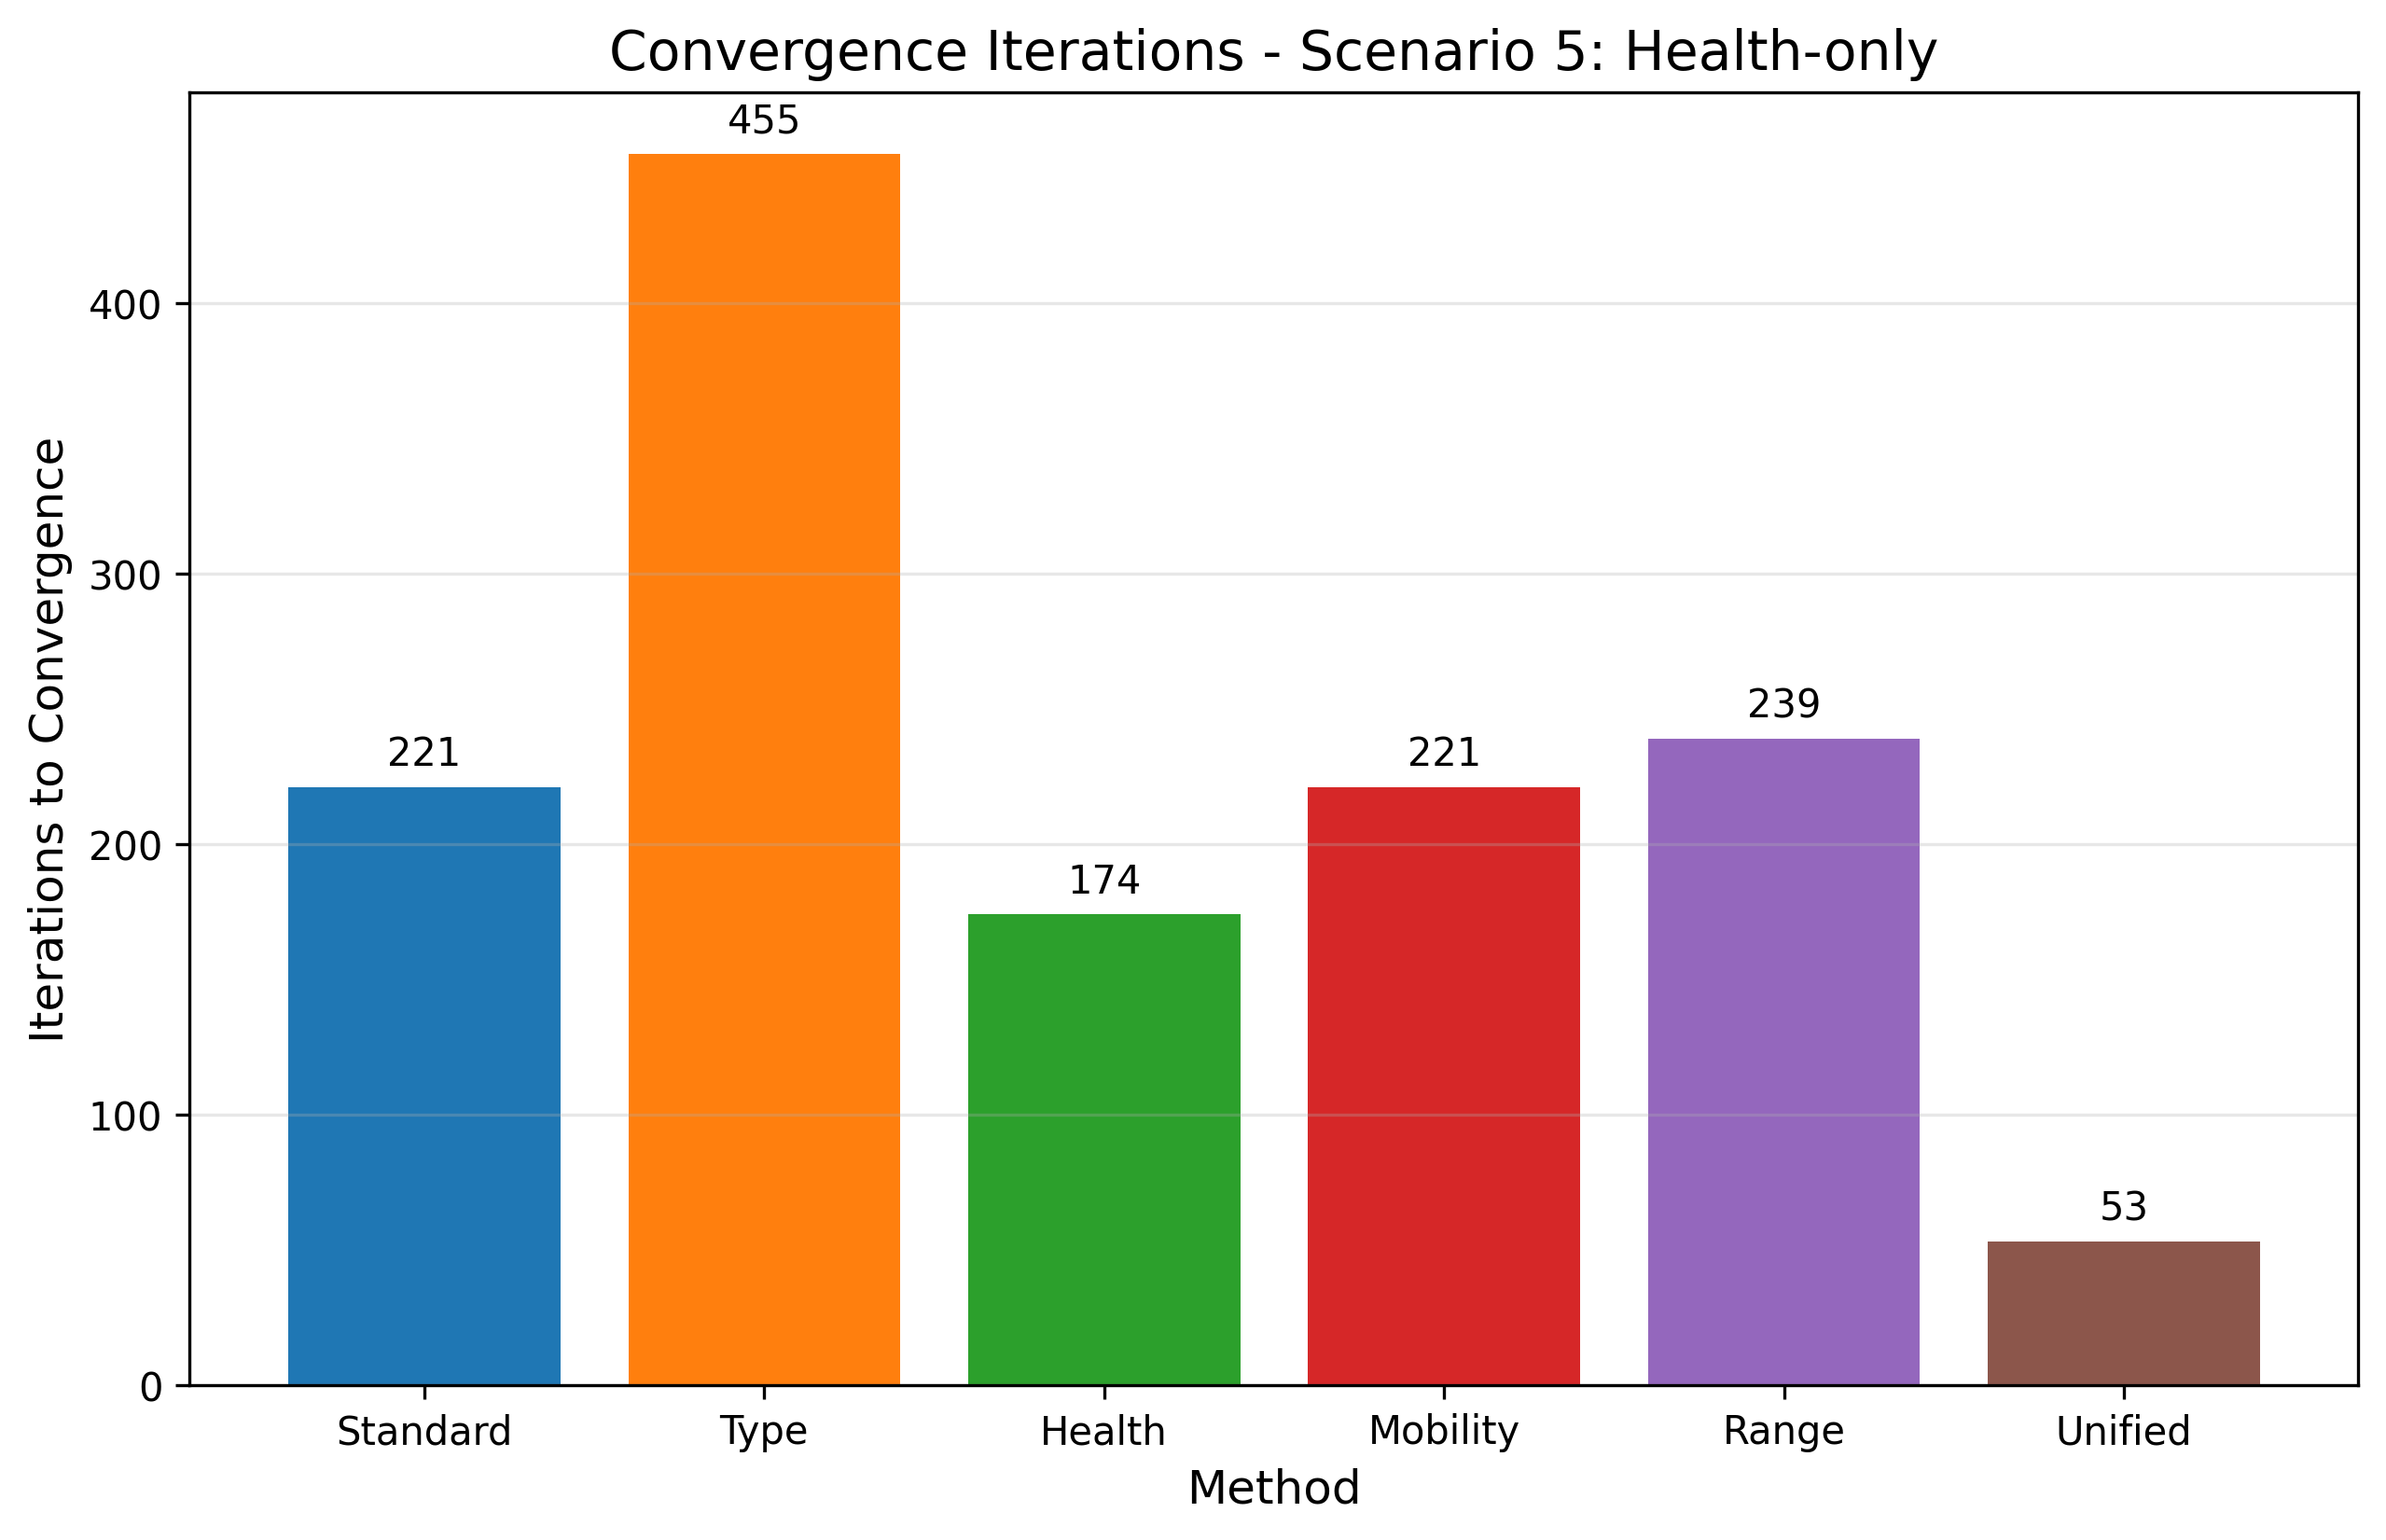 Convergence Iterations - Scenario 5: Health-only
Iterations to Convergence
400
300
200
100
0
455
221
174
221
239
53
Standard
Type
Health
Mobility
Range
Unified
Method